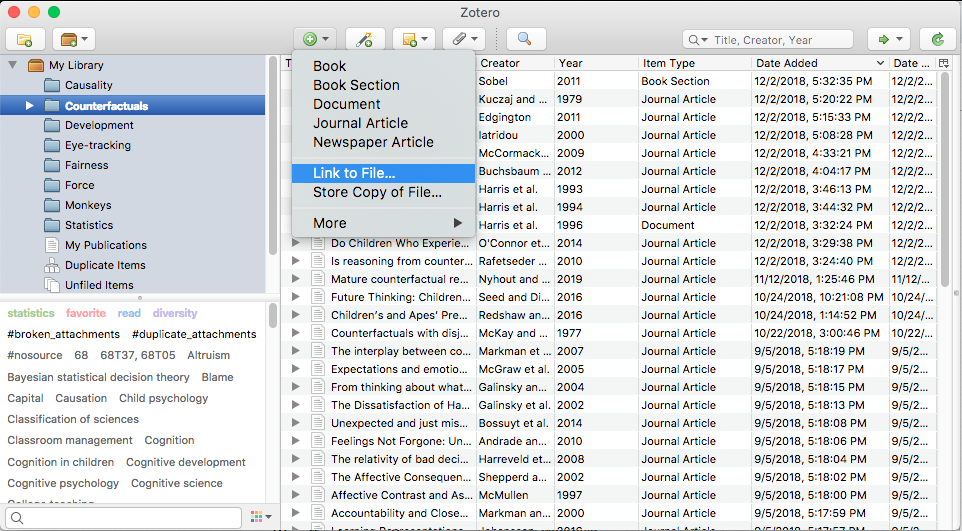 Zotero
Title, Creator, Year
My Library
Causality
Counterfactuals
Development
Eye-tracking
Fairness
Force
Monkeys
Statistics
My Publications
Duplicate Items
Unfiled Items
statistics favorite read diversity
#broken_attachments #duplicate_attachments
#nosource 68 68T37, 68T05 Altruism
Bayesian statistical decision theory Blame
Capital Causation Child psychology
Classification of sciences
Classroom management Cognition
Cognition in children Cognitive development
Cognitive psychology Cognitive science
College teaching
Book
Book Section
Document
Journal Article
Newspaper Article
Link to File...
Store Copy of File...
More
T Creator Year Item Type Date Added Date ...
Sobel 2011 Book Section 12/2/2018, 5:32:35 PM 12/2/2...
Kuczaj and ... 1979 Journal Article 12/2/2018, 5:20:22 PM 12/2/2...
Edgington 2011 Journal Article 12/2/2018, 5:15:33 PM 12/2/2...
Iatridou 2000 Journal Article 12/2/2018, 5:08:28 PM 12/2/2...
McCormack... 2009 Journal Article 12/2/2018, 4:33:21 PM 12/2/2...
Buchsbaum ... 2012 Journal Article 12/2/2018, 4:04:17 PM 12/2/2...
Harris et al. 1993 Journal Article 12/2/2018, 3:46:13 PM 12/2/2...
Harris et al. 1994 Journal Article 12/2/2018, 3:44:32 PM 12/2/2...
Harris et al. 1996 Document 12/2/2018, 3:32:24 PM 12/2/2...
Do Children Who Experie... O'Connor et... 2014 Journal Article 12/2/2018, 3:29:38 PM 12/2/2...
Is reasoning from counter... Rafetseder ... 2010 Journal Article 12/2/2018, 3:24:40 PM 12/2/2...
Mature counterfactual re... Nyhout and ... 2019 Journal Article 11/12/2018, 1:25:46 PM 11/12/...
Future Thinking: Children... Seed and Di... 2016 Journal Article 10/24/2018, 10:21:08 PM 10/24/...
Children's and Apes' Pre... Redshaw and... 2016 Journal Article 10/24/2018, 1:14:52 PM 10/24/...
Counterfactuals with disj... McKay and ... 1977 Journal Article 10/22/2018, 3:00:46 PM 10/22/...
The interplay between co... Markman et ... 2007 Journal Article 9/5/2018, 5:18:19 PM 9/5/2...
Expectations and emotio... McGraw et al. 2005 Journal Article 9/5/2018, 5:18:17 PM 9/5/2...
From thinking about what... Galinsky and... 2004 Journal Article 9/5/2018, 5:18:15 PM 9/5/2...
The Dissatisfaction of Ha... Galinsky et al. 2002 Journal Article 9/5/2018, 5:18:13 PM 9/5/2...
Unexpected and just mis... Bossuyt et al. 2014 Journal Article 9/5/2018, 5:18:08 PM 9/5/2...
Feelings Not Forgone: Un... Andrade and... 2010 Journal Article 9/5/2018, 5:18:06 PM 9/5/2...
The relativity of bad deci... Harreveld et ... 2008 Journal Article 9/5/2018, 5:18:04 PM 9/5/2...
The Affective Consequen... Shepperd a... 2002 Journal Article 9/5/2018, 5:18:02 PM 9/5/2...
Affective Contrast and As... McMullen 1997 Journal Article 9/5/2018, 5:18:00 PM 9/5/2...
Accountability and Close... Markman an... 2000 Journal Article 9/5/2018, 5:17:59 PM 9/5/2...